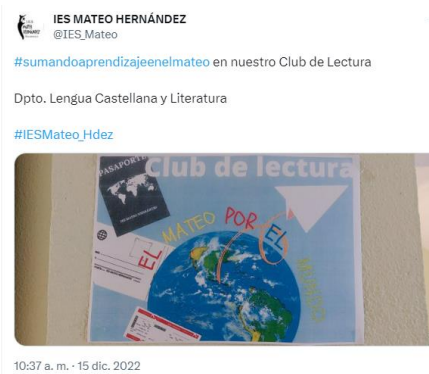 IES MATEO HERNÁNDEZ
@IES_Mateo
#sumandoaprendizajeenelmateo en nuestro Club de Lectura
Dpto. Lengua Castellana y Literatura
#IESMateo_Hdez
PASAPORTE
Club de lectura
EL MATEO POR EL MUNDO
10:37 a. m. · 15 dic. 2022